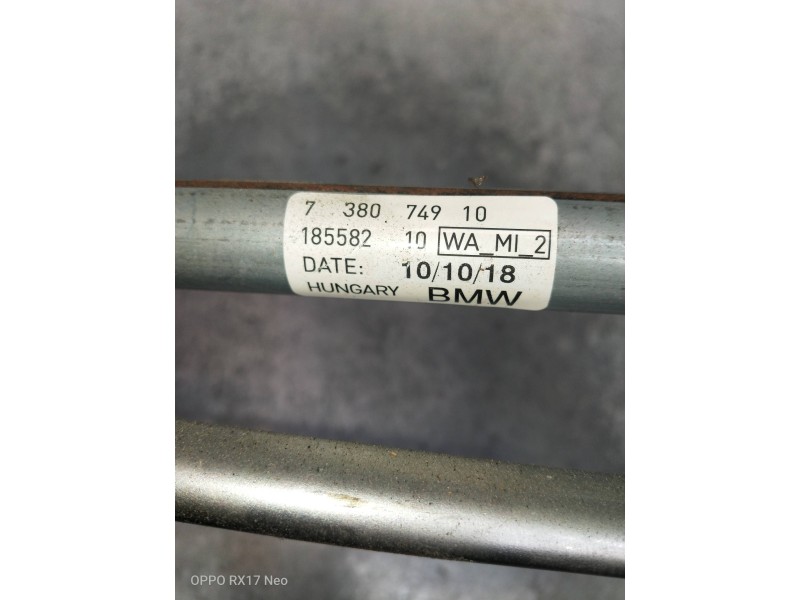 7 380 749 10
185582 10 WA_MI_2
DATE: 10/10/18
HUNGARY BMW
OPPO RX17 Neo